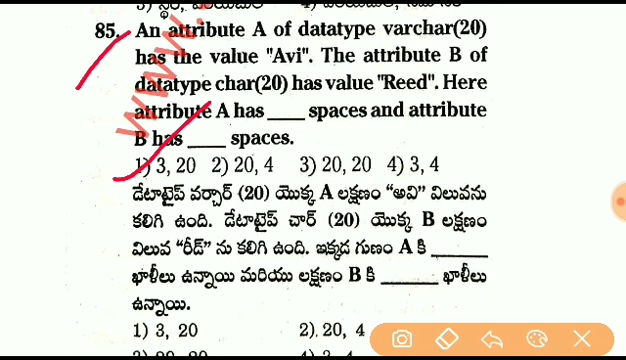 85. An attribute A of datatype varchar(20)
has the value "Avi". The attribute B of
datatype char(20) has value "Reed". Here
attribute A has ____ spaces and attribute
B has ____ spaces.
1) 3, 20 2) 20, 4 3) 20, 20 4) 3, 4
డేటాటైప్ వర్చార్ (20) యొక్క A లక్షణం "అవి" విలువను
కలిగి ఉంది. డేటాటైప్ చార్ (20) యొక్క B లక్షణం
విలువ "రీడ్" ను కలిగి ఉంది. ఇక్కడ గుణం A కి ______
ఖాళీలు ఉన్నాయి మరియు లక్షణం B కి ______ ఖాళీలు
ఉన్నాయి.
1) 3, 20 2). 20, 4
www.